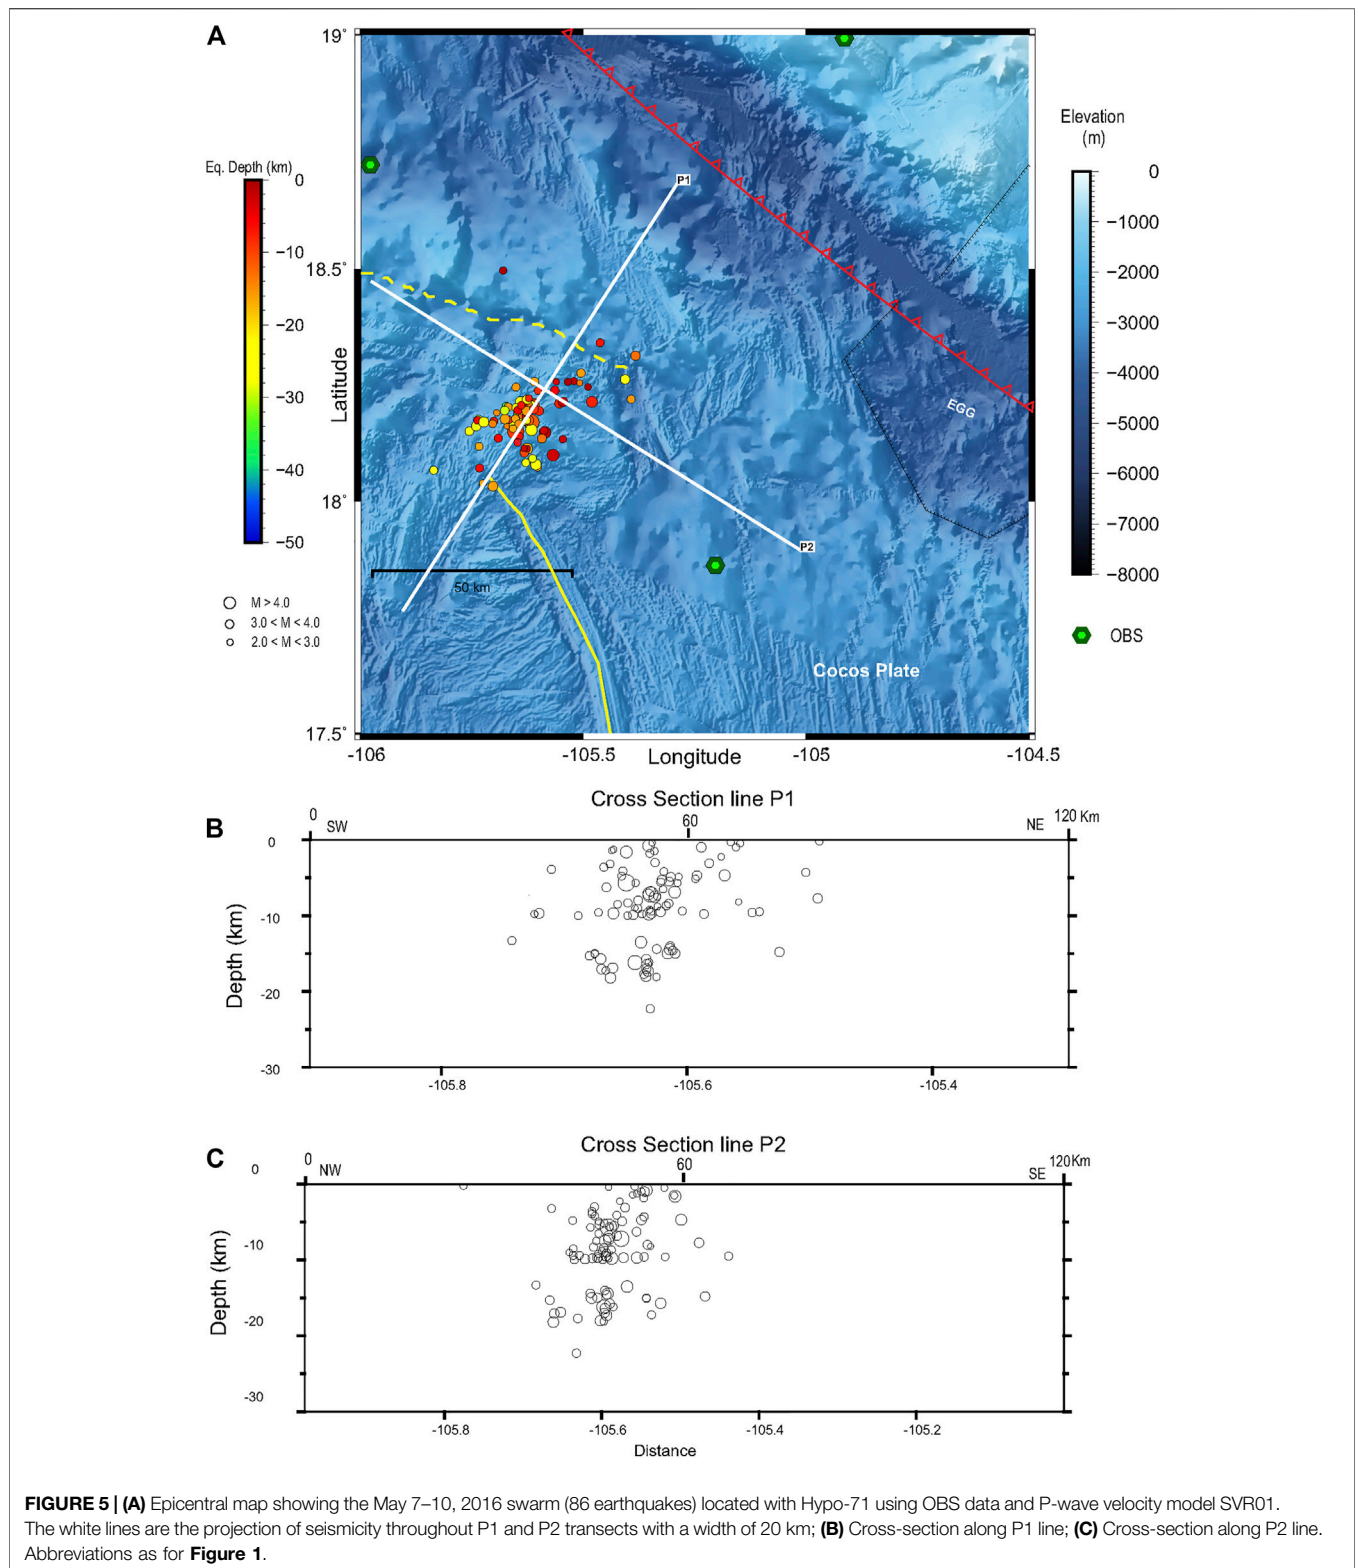 A
19°
18.5°
18°
17.5°
Latitude
-106
-105.5
-105
-104.5
Longitude
Eq. Depth (km)
0
−10
−20
−30
−40
−50
M > 4.0
3.0 < M < 4.0
2.0 < M < 3.0
P1
P2
EGG
50 km
Cocos Plate
Elevation
(m)
0
−1000
−2000
−3000
−4000
−5000
−6000
−7000
−8000
OBS
B
Cross Section line P1
0
SW
60
NE
120 Km
0
-10
-20
-30
Depth (km)
-105.8
-105.6
-105.4
C
Cross Section line P2
0
NW
60
SE
120Km
0
-10
-20
-30
Depth (km)
-105.8
-105.6
-105.4
-105.2
Distance
FIGURE 5 | (A) Epicentral map showing the May 7–10, 2016 swarm (86 earthquakes) located with Hypo-71 using OBS data and P-wave velocity model SVR01.
The white lines are the projection of seismicity throughout P1 and P2 transects with a width of 20 km; (B) Cross-section along P1 line; (C) Cross-section along P2 line.
Abbreviations as for Figure 1.